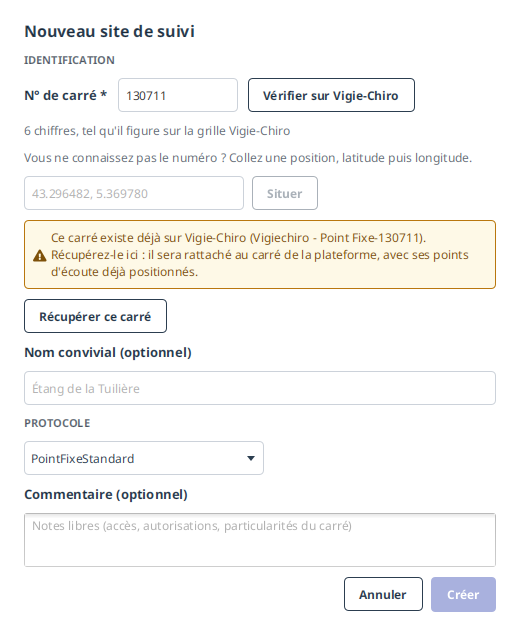 Nouveau site de suivi
IDENTIFICATION
N° de carré *
130711
Vérifier sur Vigie-Chiro
6 chiffres, tel qu'il figure sur la grille Vigie-Chiro
Vous ne connaissez pas le numéro ? Collez une position, latitude puis longitude.
43.296482, 5.369780
Situer
Ce carré existe déjà sur Vigie-Chiro (Vigiechiro - Point Fixe-130711).
Récupérez-le ici : il sera rattaché au carré de la plateforme, avec ses points
d'écoute déjà positionnés.
Récupérer ce carré
Nom convivial (optionnel)
Étang de la Tuilière
PROTOCOLE
PointFixeStandard
Commentaire (optionnel)
Notes libres (accès, autorisations, particularités du carré)
Annuler
Créer